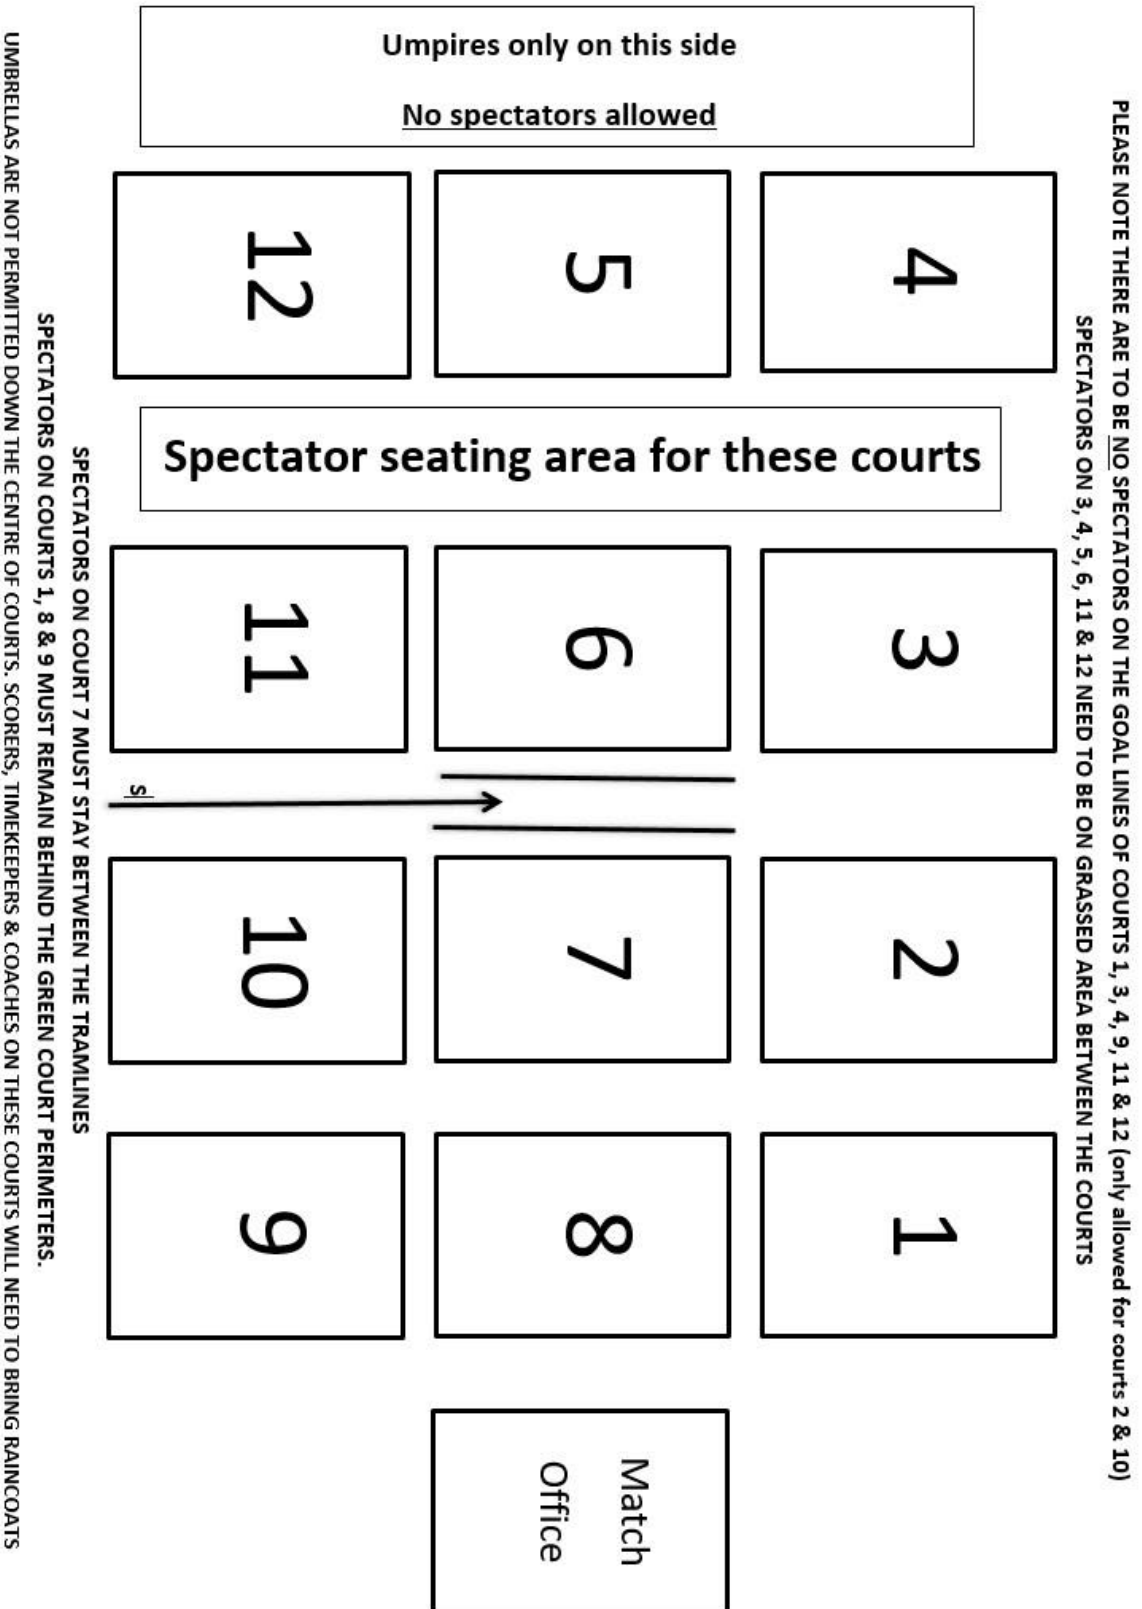 PLEASE NOTE THERE ARE TO BE NO SPECTATORS ON THE GOAL LINES OF COURTS 1, 3, 4, 9, 11 & 12 (only allowed for courts 2 & 10)
SPECTATORS ON 3, 4, 5, 6, 11 & 12 NEED TO BE ON GRASSED AREA BETWEEN THE COURTS
Umpires only on this side
No spectators allowed
12
5
4
Spectator seating area for these courts
11
6
3
S
10
7
2
9
8
1
Match
Office
SPECTATORS ON COURT 7 MUST STAY BETWEEN THE TRAMLINES
SPECTATORS ON COURTS 1, 8 & 9 MUST REMAIN BEHIND THE GREEN COURT PERIMETERS.
UMBRELLAS ARE NOT PERMITTED DOWN THE CENTRE OF COURTS. SCORERS, TIMEKEEPERS & COACHES ON THESE COURTS WILL NEED TO BRING RAINCOATS